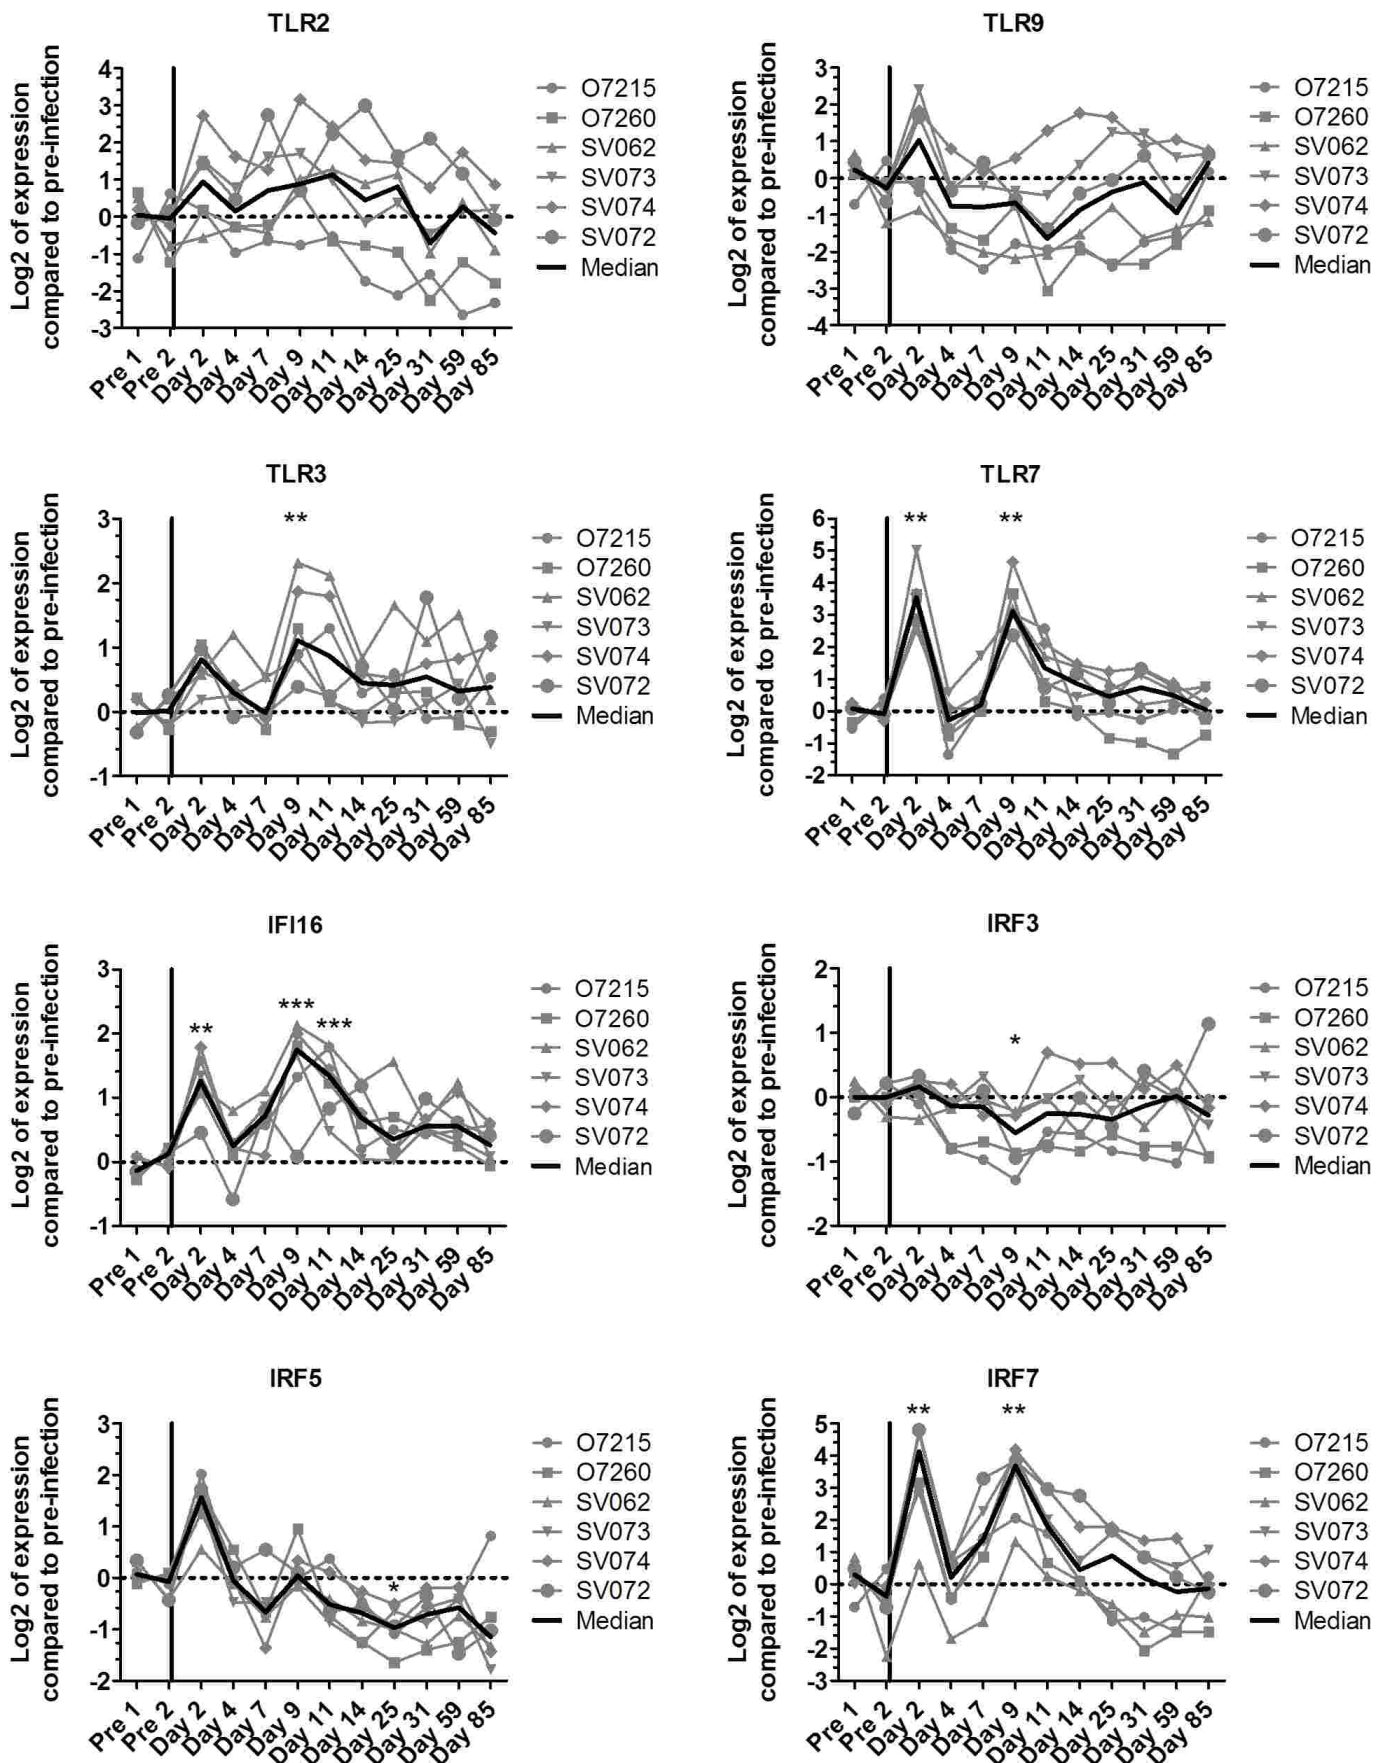 TLR2
Log2 of expression
compared to pre-infection
4
3
2
1
0
-1
-2
-3
Pre 1
Pre 2
Day 2
Day 4
Day 7
Day 9
Day 11
Day 14
Day 25
Day 31
Day 59
Day 85
O7215
O7260
SV062
SV073
SV074
SV072
Median
TLR9
Log2 of expression
compared to pre-infection
3
2
1
0
-1
-2
-3
-4
Pre 1
Pre 2
Day 2
Day 4
Day 7
Day 9
Day 11
Day 14
Day 25
Day 31
Day 59
Day 85
O7215
O7260
SV062
SV073
SV074
SV072
Median
TLR3
Log2 of expression
compared to pre-infection
3
2
1
0
-1
**
Pre 1
Pre 2
Day 2
Day 4
Day 7
Day 9
Day 11
Day 14
Day 25
Day 31
Day 59
Day 85
O7215
O7260
SV062
SV073
SV074
SV072
Median
TLR7
Log2 of expression
compared to pre-infection
6
5
4
3
2
1
0
-1
-2
** **
Pre 1
Pre 2
Day 2
Day 4
Day 7
Day 9
Day 11
Day 14
Day 25
Day 31
Day 59
Day 85
O7215
O7260
SV062
SV073
SV074
SV072
Median
IFI16
Log2 of expression
compared to pre-infection
3
2
1
0
-1
** *** ***
Pre 1
Pre 2
Day 2
Day 4
Day 7
Day 9
Day 11
Day 14
Day 25
Day 31
Day 59
Day 85
O7215
O7260
SV062
SV073
SV074
SV072
Median
IRF3
Log2 of expression
compared to pre-infection
2
1
0
-1
-2
*
Pre 1
Pre 2
Day 2
Day 4
Day 7
Day 9
Day 11
Day 14
Day 25
Day 31
Day 59
Day 85
O7215
O7260
SV062
SV073
SV074
SV072
Median
IRF5
Log2 of expression
compared to pre-infection
3
2
1
0
-1
-2
*
Pre 1
Pre 2
Day 2
Day 4
Day 7
Day 9
Day 11
Day 14
Day 25
Day 31
Day 59
Day 85
O7215
O7260
SV062
SV073
SV074
SV072
Median
IRF7
Log2 of expression
compared to pre-infection
5
4
3
2
1
0
-1
-2
-3
** **
Pre 1
Pre 2
Day 2
Day 4
Day 7
Day 9
Day 11
Day 14
Day 25
Day 31
Day 59
Day 85
O7215
O7260
SV062
SV073
SV074
SV072
Median